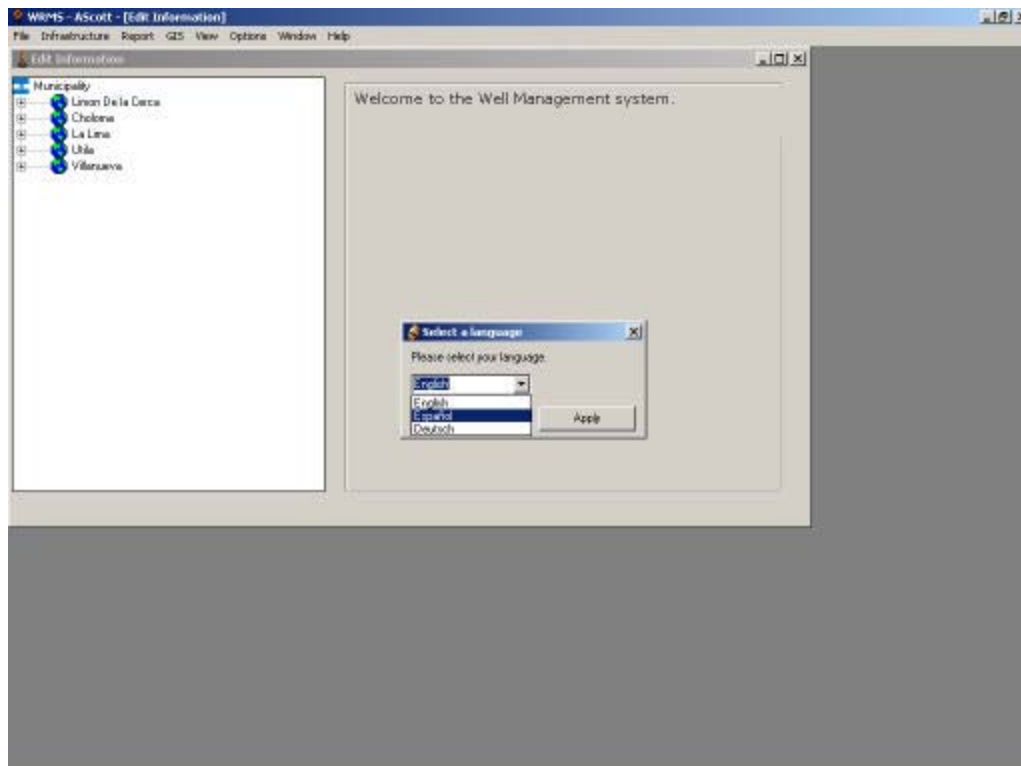 WRMS - AScott - [Edit Information]
File Infrastructure Report GIS View Options Window Help
Edit Information
Municipality
Limon De la Cerca
Choloma
La Lima
Utila
Villanueva
Welcome to the Well Management system.
Select a language
Please select your language.
English
English
Español
Deutsch
Apply